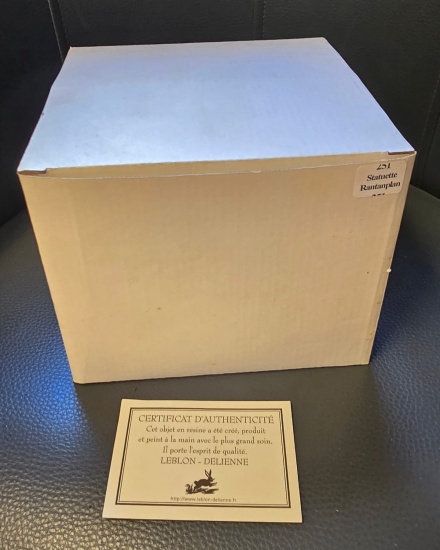 251
Statuette
Rantanplan
CERTIFICAT D'AUTHENTICITÉ
Cet objet en résine a été créé, produit
et peint à la main avec le plus grand soin.
Il porte l'esprit de qualité.
LEBLON - DELIENNE
http://www.leblon-delienne.fr